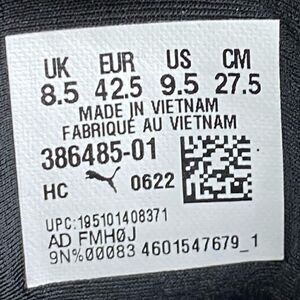 UK EUR US CM
8.5 42.5 9.5 27.5
MADE IN VIETNAM
FABRIQUÉ AU VIETNAM
386485-01
HC 0622
UPC:195101408371
AD FMH0J
9N%00083 4601547679_1